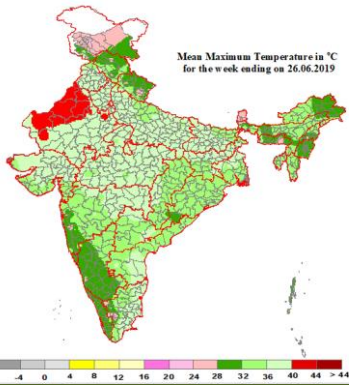 Mean Maximum Temperature in °C
for the week ending on 26.06.2019
-4 0 4 8 12 16 20 24 28 32 36 40 44 > 44